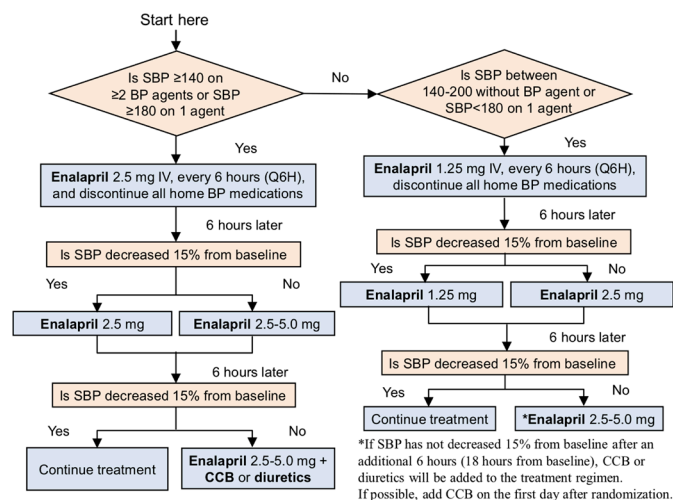 Start here
Is SBP ≥140 on
≥2 BP agents or SBP
≥180 on 1 agent
No
Is SBP between
140-200 without BP agent or
SBP<180 on 1 agent
Yes
Enalapril 2.5 mg IV, every 6 hours (Q6H),
and discontinue all home BP medications
6 hours later
Is SBP decreased 15% from baseline
Yes
No
Enalapril 2.5 mg
Enalapril 2.5-5.0 mg
6 hours later
Is SBP decreased 15% from baseline
Yes
No
Continue treatment
Enalapril 2.5-5.0 mg +
CCB or diuretics
Yes
Enalapril 1.25 mg IV, every 6 hours (Q6H),
discontinue all home BP medications
6 hours later
Is SBP decreased 15% from baseline
Yes
No
Enalapril 1.25 mg
Enalapril 2.5 mg
6 hours later
Is SBP decreased 15% from baseline
Yes
No
Continue treatment
*Enalapril 2.5-5.0 mg
*If SBP has not decreased 15% from baseline after an
additional 6 hours (18 hours from baseline), CCB or
diuretics will be added to the treatment regimen.
If possible, add CCB on the first day after randomization.